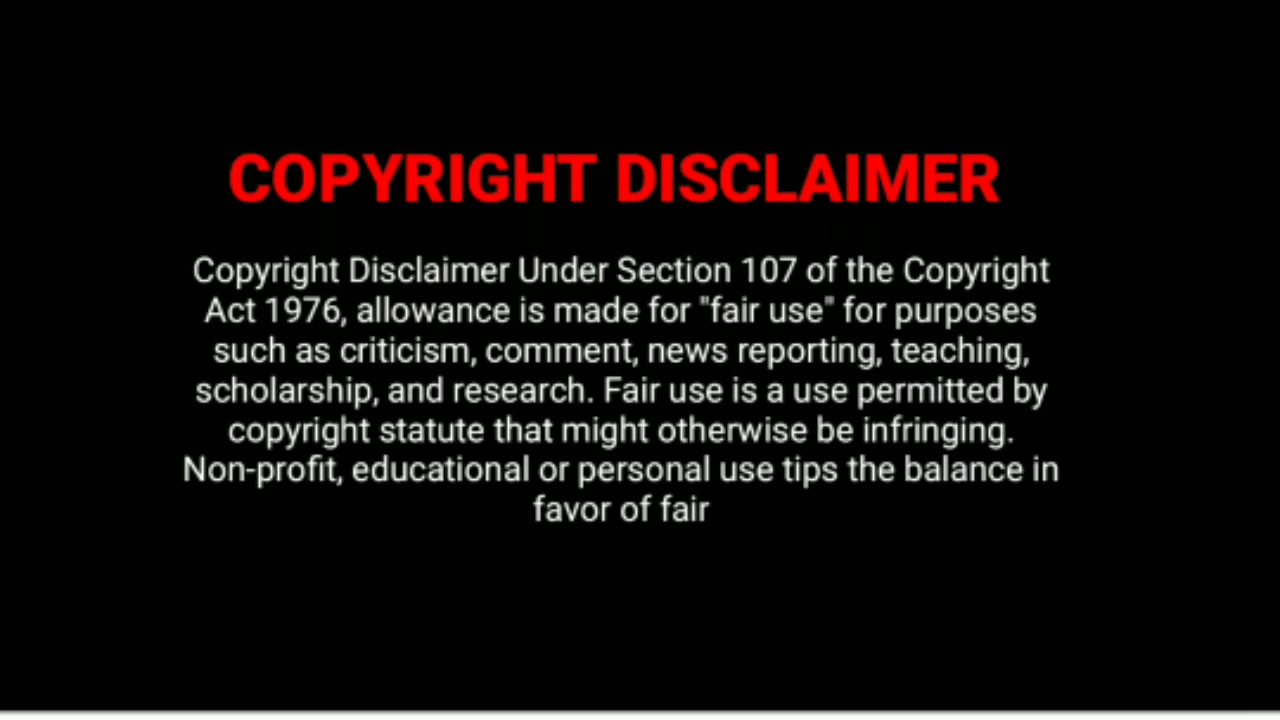 COPYRIGHT DISCLAIMER
Copyright Disclaimer Under Section 107 of the Copyright
Act 1976, allowance is made for "fair use" for purposes
such as criticism, comment, news reporting, teaching,
scholarship, and research. Fair use is a use permitted by
copyright statute that might otherwise be infringing.
Non-profit, educational or personal use tips the balance in
favor of fair